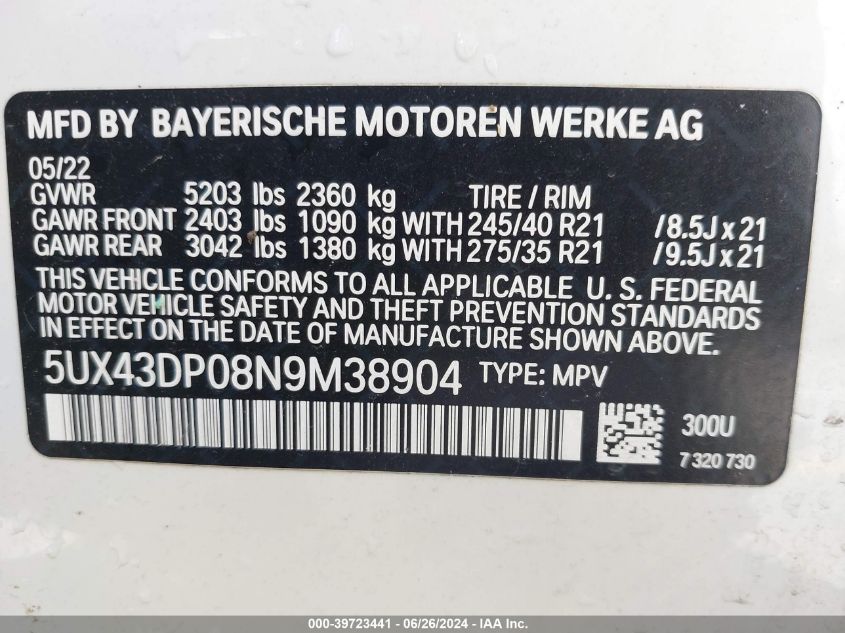 MFD BY BAYERISCHE MOTOREN WERKE AG
05/22
GVWR 5203 lbs 2360 kg TIRE / RIM
GAWR FRONT 2403 lbs 1090 kg WITH 245/40 R21 /8.5J x 21
GAWR REAR 3042 lbs 1380 kg WITH 275/35 R21 /9.5J x 21
THIS VEHICLE CONFORMS TO ALL APPLICABLE U. S. FEDERAL
MOTOR VEHICLE SAFETY AND THEFT PREVENTION STANDARDS
IN EFFECT ON THE DATE OF MANUFACTURE SHOWN ABOVE.
5UX43DP08N9M38904 TYPE: MPV
300U
7 320 730
000-39723441 - 06/26/2024 - IAA Inc.